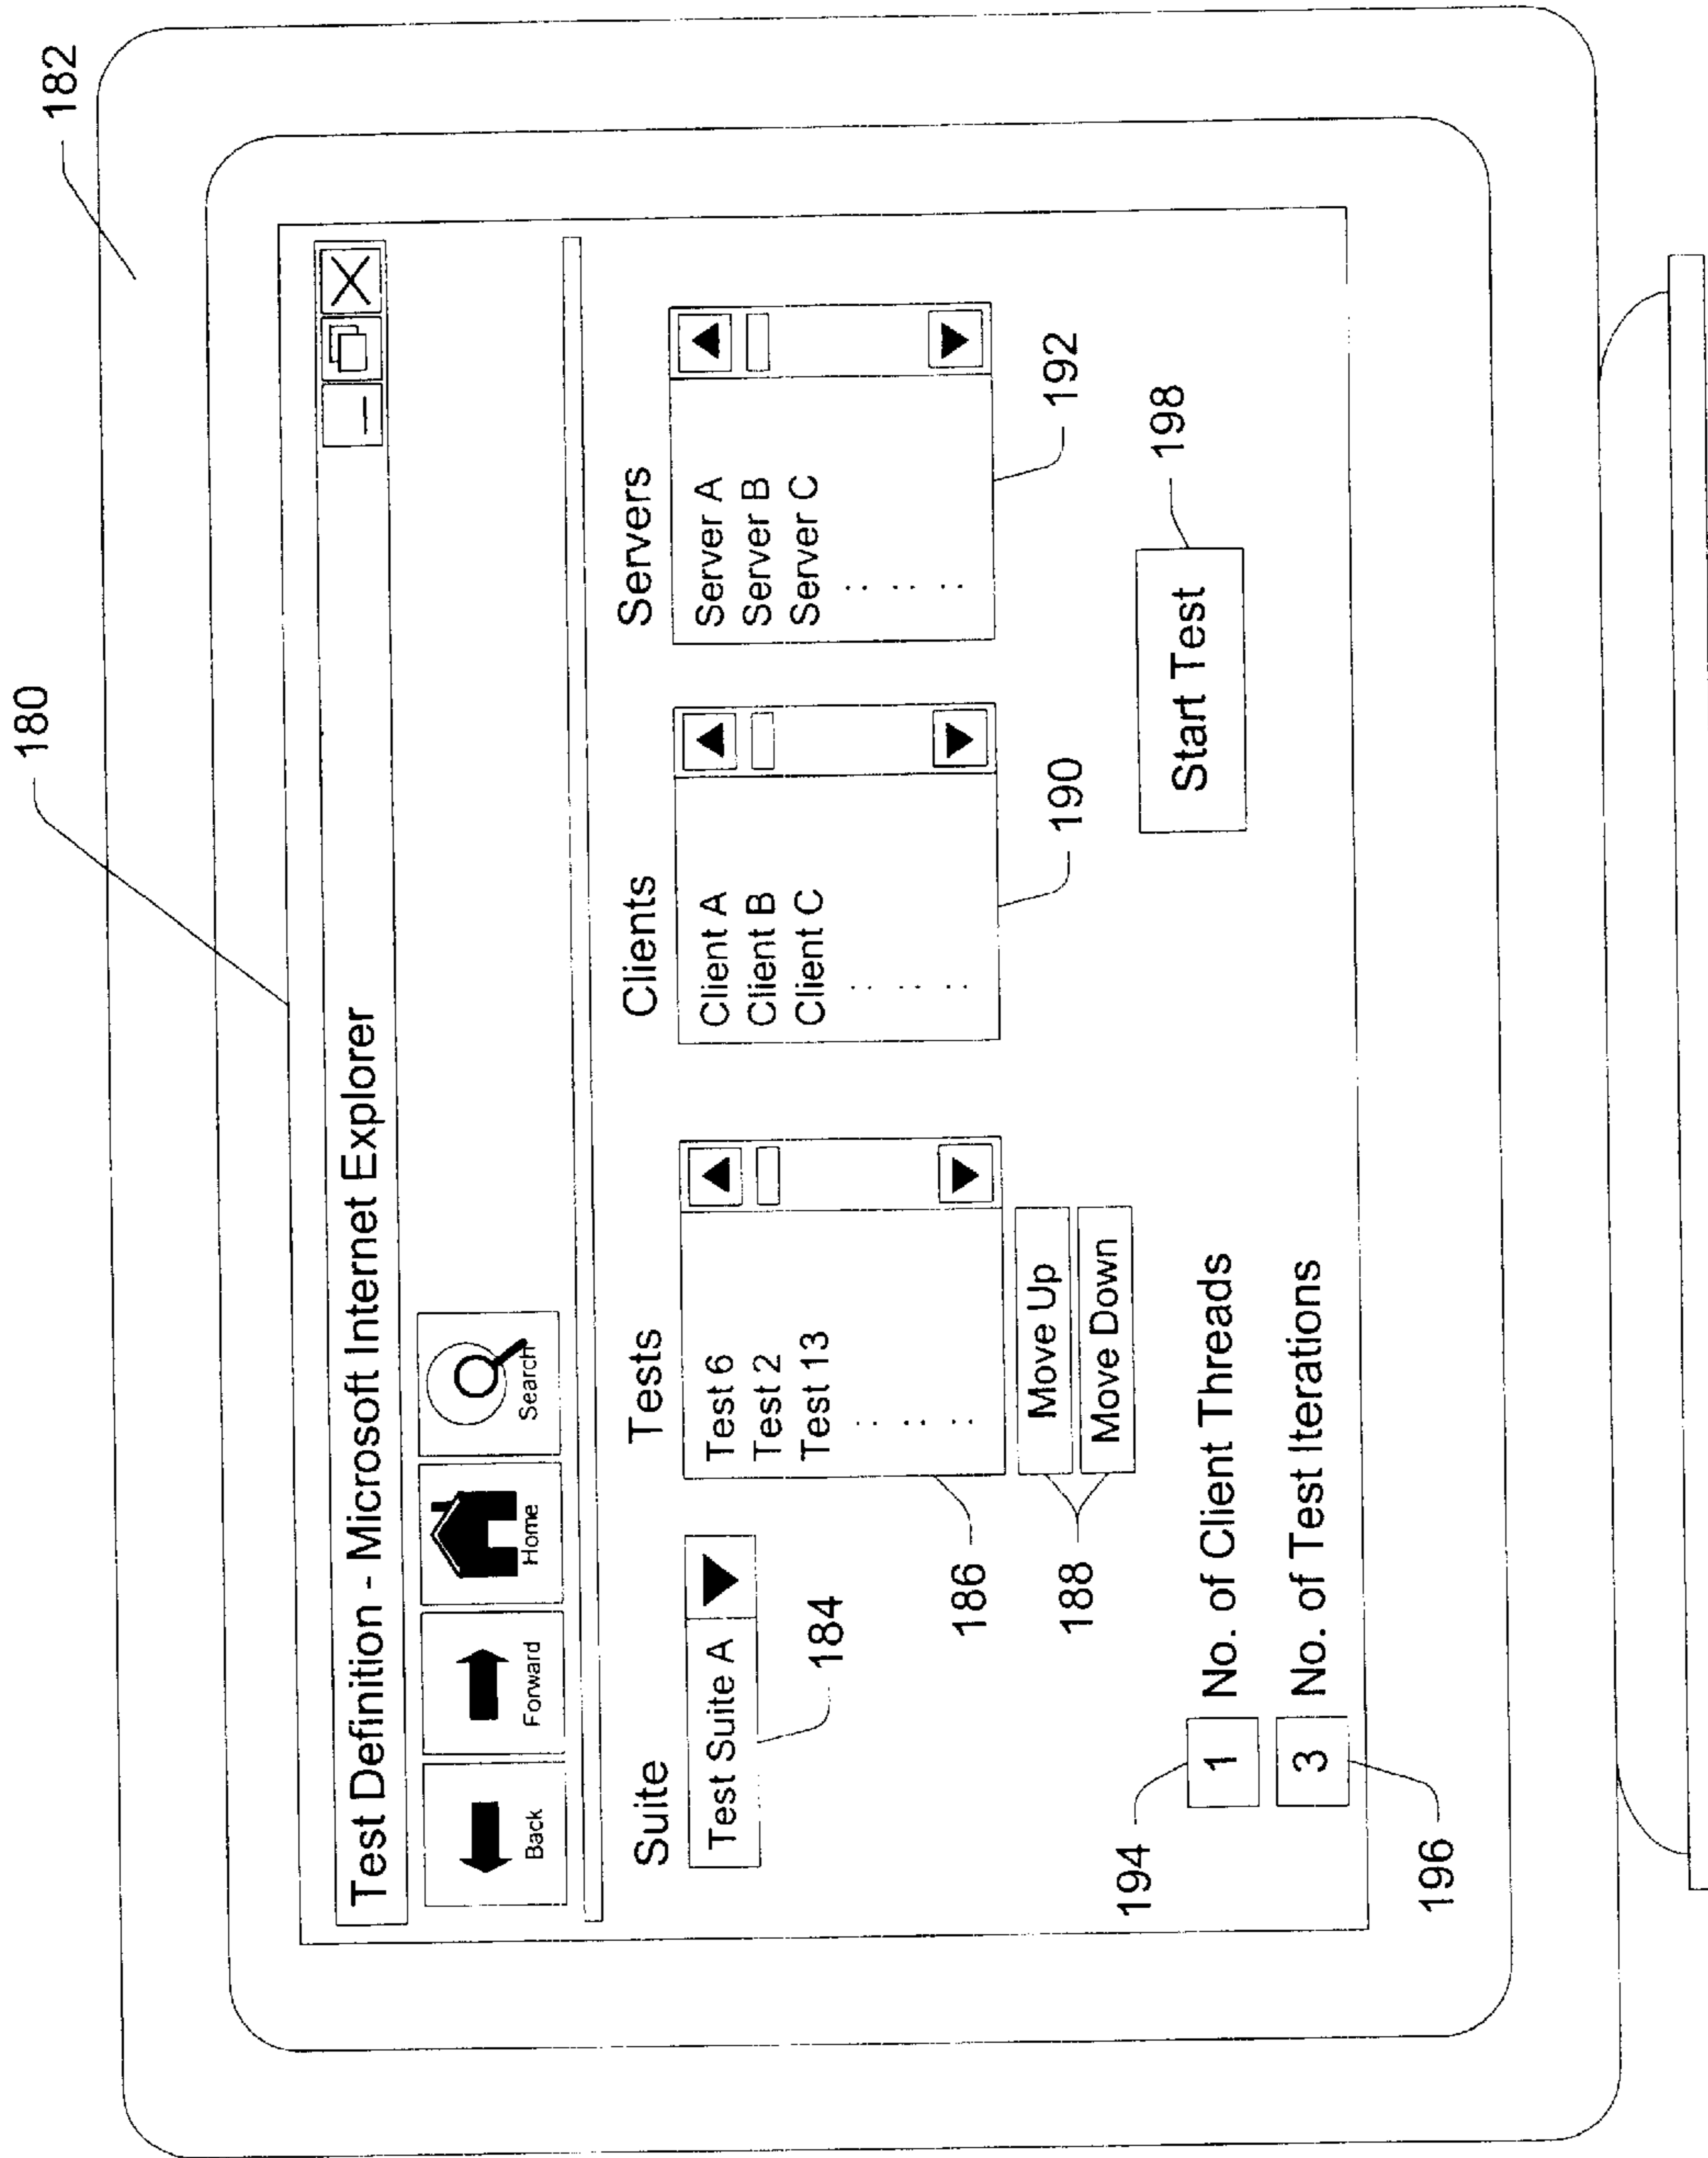 180
182
Test Definition - Microsoft Internet Explorer
Back
Forward
Home
Search
Suite
Tests
Clients
Servers
Test Suite A
184
Test 6
Test 2
Test 13
. . .
. . .
186
Move Up
Move Down
188
Client A
Client B
Client C
. . .
. . .
190
Server A
Server B
Server C
. . .
. . .
192
194
1 No. of Client Threads
3 No. of Test Iterations
196
Start Test
198